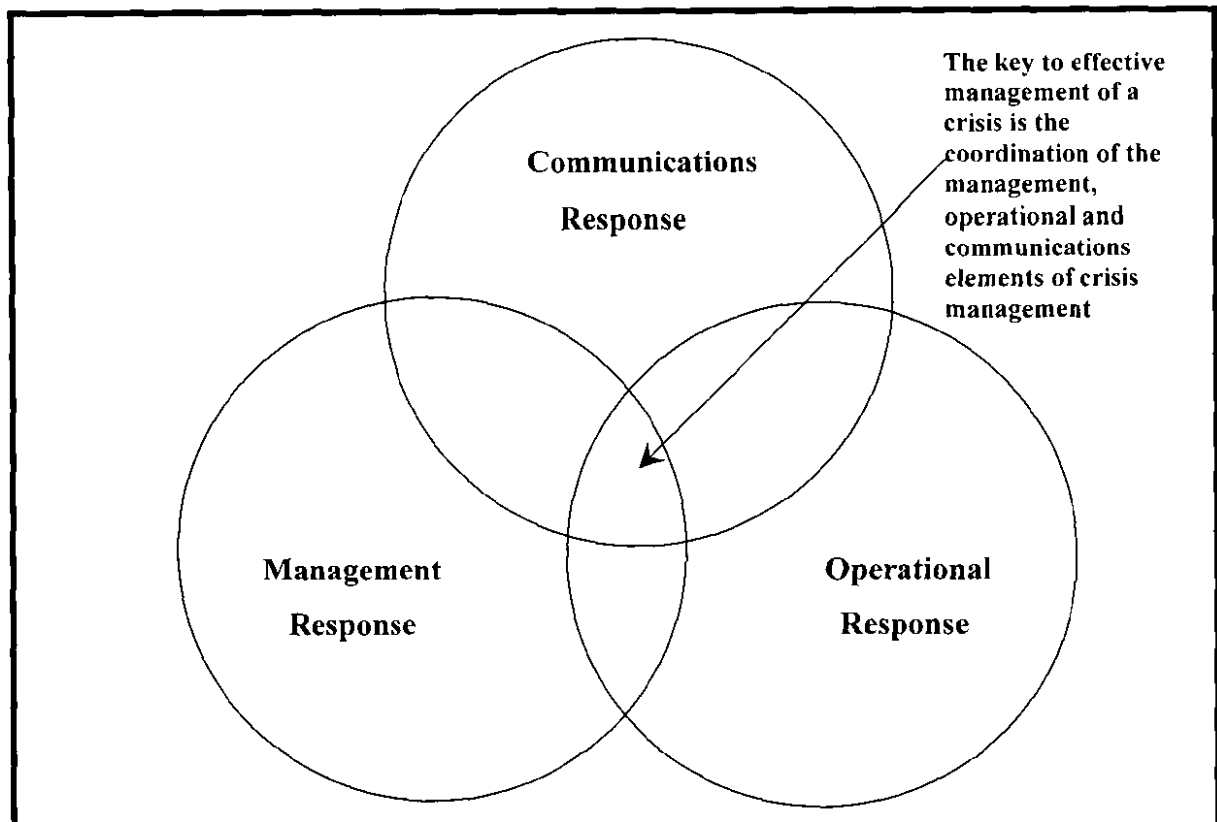 The key to effective
management of a
crisis is the
coordination of the
management,
operational and
communications
elements of crisis
management
Communications
Response
Management
Response
Operational
Response